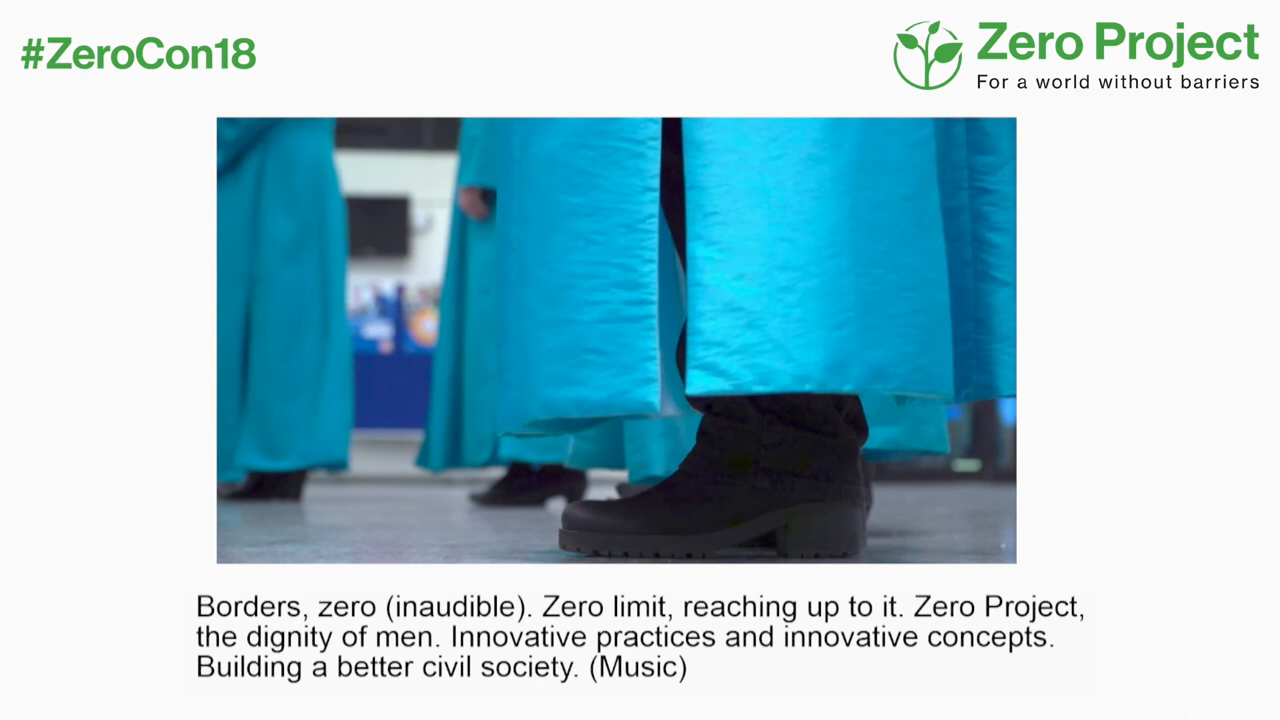 #ZeroCon18
Zero Project
For a world without barriers
Borders, zero (inaudible). Zero limit, reaching up to it. Zero Project,
the dignity of men. Innovative practices and innovative concepts.
Building a better civil society. (Music)